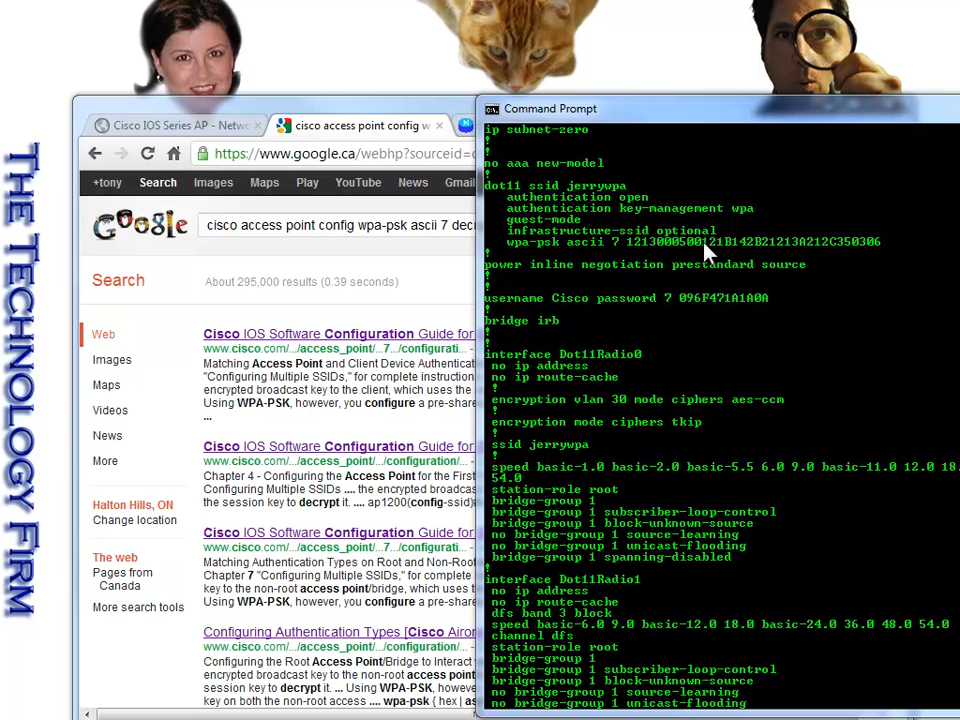 THE TECHNOLOGY FIRM
Cisco IOS Series AP - Netwo
cisco access point config w
https://www.google.ca/webhp?sourceid=c
+tony Search Images Maps Play YouTube News Gmail
Google
cisco access point config wpa-psk ascii 7 decr
Search
About 295,000 results (0.39 seconds)
Web
Images
Maps
Videos
News
More
Halton Hills, ON
Change location
The web
Pages from
Canada
More search tools
Cisco IOS Software Configuration Guide for
www.cisco.com/.../access_point/...7.../configurati...
Matching Access Point and Client Device Authenticat
"Configuring Multiple SSIDs," for complete instruction
encrypted broadcast key to the client, which uses the
Using WPA-PSK, however, you configure a pre-share
...
Cisco IOS Software Configuration Guide for
www.cisco.com/.../access_point/.../configuration/...
Chapter 4 - Configuring the Access Point for the First
Configuring Multiple SSIDs .... the encrypted broadcas
the session key to decrypt it. ... ap1200(config-ssid)#
Cisco IOS Software Configuration Guide for
www.cisco.com/.../access_point/...7.../configurati...
Matching Authentication Types on Root and Non-Root
Chapter 7 "Configuring Multiple SSIDs," for complete
to the non-root access point/bridge, which uses the
Using WPA-PSK, however, you configure a pre-share
Configuring Authentication Types [Cisco Airon
www.cisco.com/.../access_point/.../configuration/...
Configuring the Root Access Point/Bridge to Interact
encrypted broadcast key to the non-root access point
session key to decrypt it. ... Using WPA-PSK, howeve
key on both the non-root .... wpa-psk { hex | as
Command Prompt
ip subnet-zero
!
!
no aaa new-model
!
dot11 ssid jerrywpa
authentication open
authentication key-management wpa
guest-mode
infrastructure-ssid optional
wpa-psk ascii 7 1213000500121B142B21213A212C350306
!
power inline negotiation prestandard source
!
!
username Cisco password 7 096F471A1A0A
!
bridge irb
!
!
interface Dot11Radio0
no ip address
no ip route-cache
!
encryption vlan 30 mode ciphers aes-ccm
!
encryption mode ciphers tkip
!
ssid jerrywpa
!
speed basic-1.0 basic-2.0 basic-5.5 6.0 9.0 basic-11.0 12.0 18.
54.0
station-role root
bridge-group 1
bridge-group 1 subscriber-loop-control
bridge-group 1 block-unknown-source
no bridge-group 1 source-learning
no bridge-group 1 unicast-flooding
bridge-group 1 spanning-disabled
!
interface Dot11Radio1
no ip address
no ip route-cache
dfs band 3 block
speed basic-6.0 9.0 basic-12.0 18.0 basic-24.0 36.0 48.0 54.0
channel dfs
station-role root
bridge-group 1
bridge-group 1 subscriber-loop-control
bridge-group 1 block-unknown-source
no bridge-group 1 source-learning
no bridge-group 1 unicast-flooding